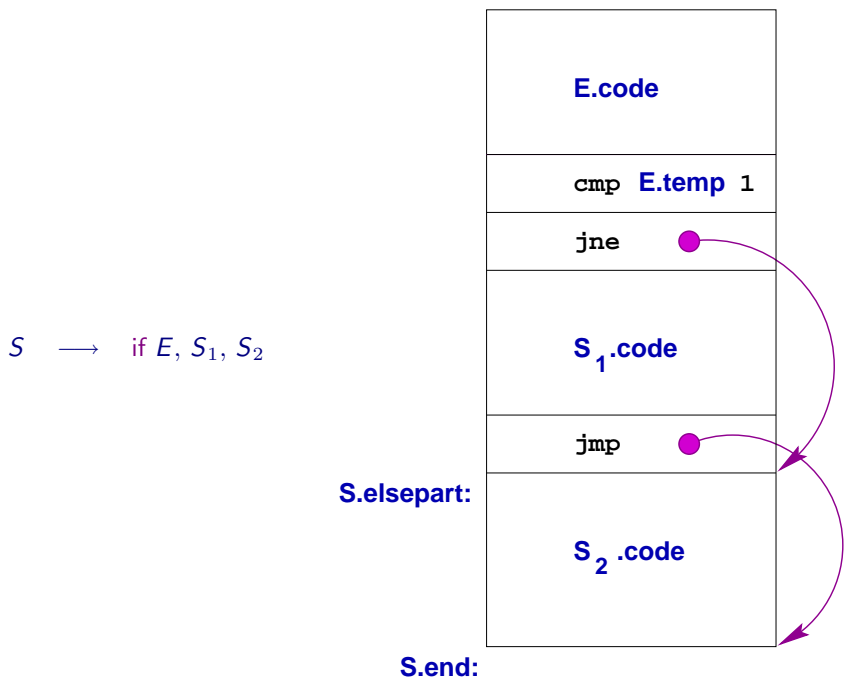 E.code
cmp E.temp 1
jne
S ⟶ if E, S₁, S₂
S₁.code
jmp
S.elsepart:
S₂ .code
S.end: